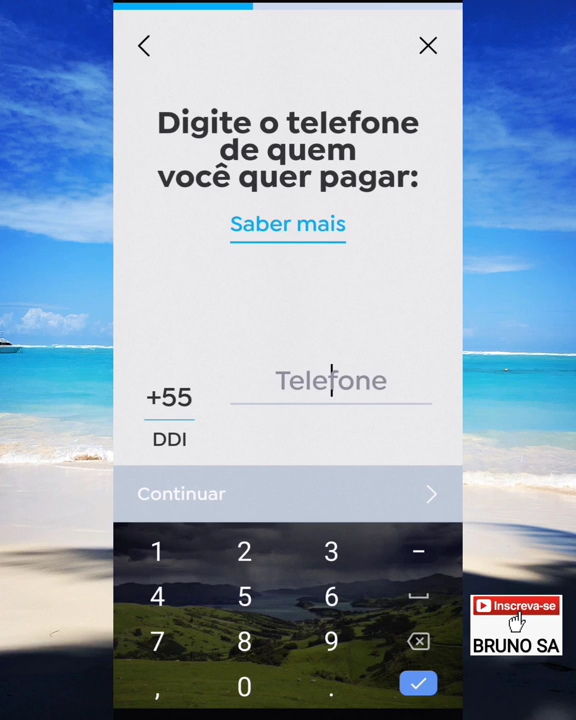 Digite o telefone
de quem
você quer pagar:
Saber mais
+55
Telefone
DDI
Continuar
1 2 3 -
4 5 6
7 8 9
, 0 .
Inscreva-se
BRUNO SA